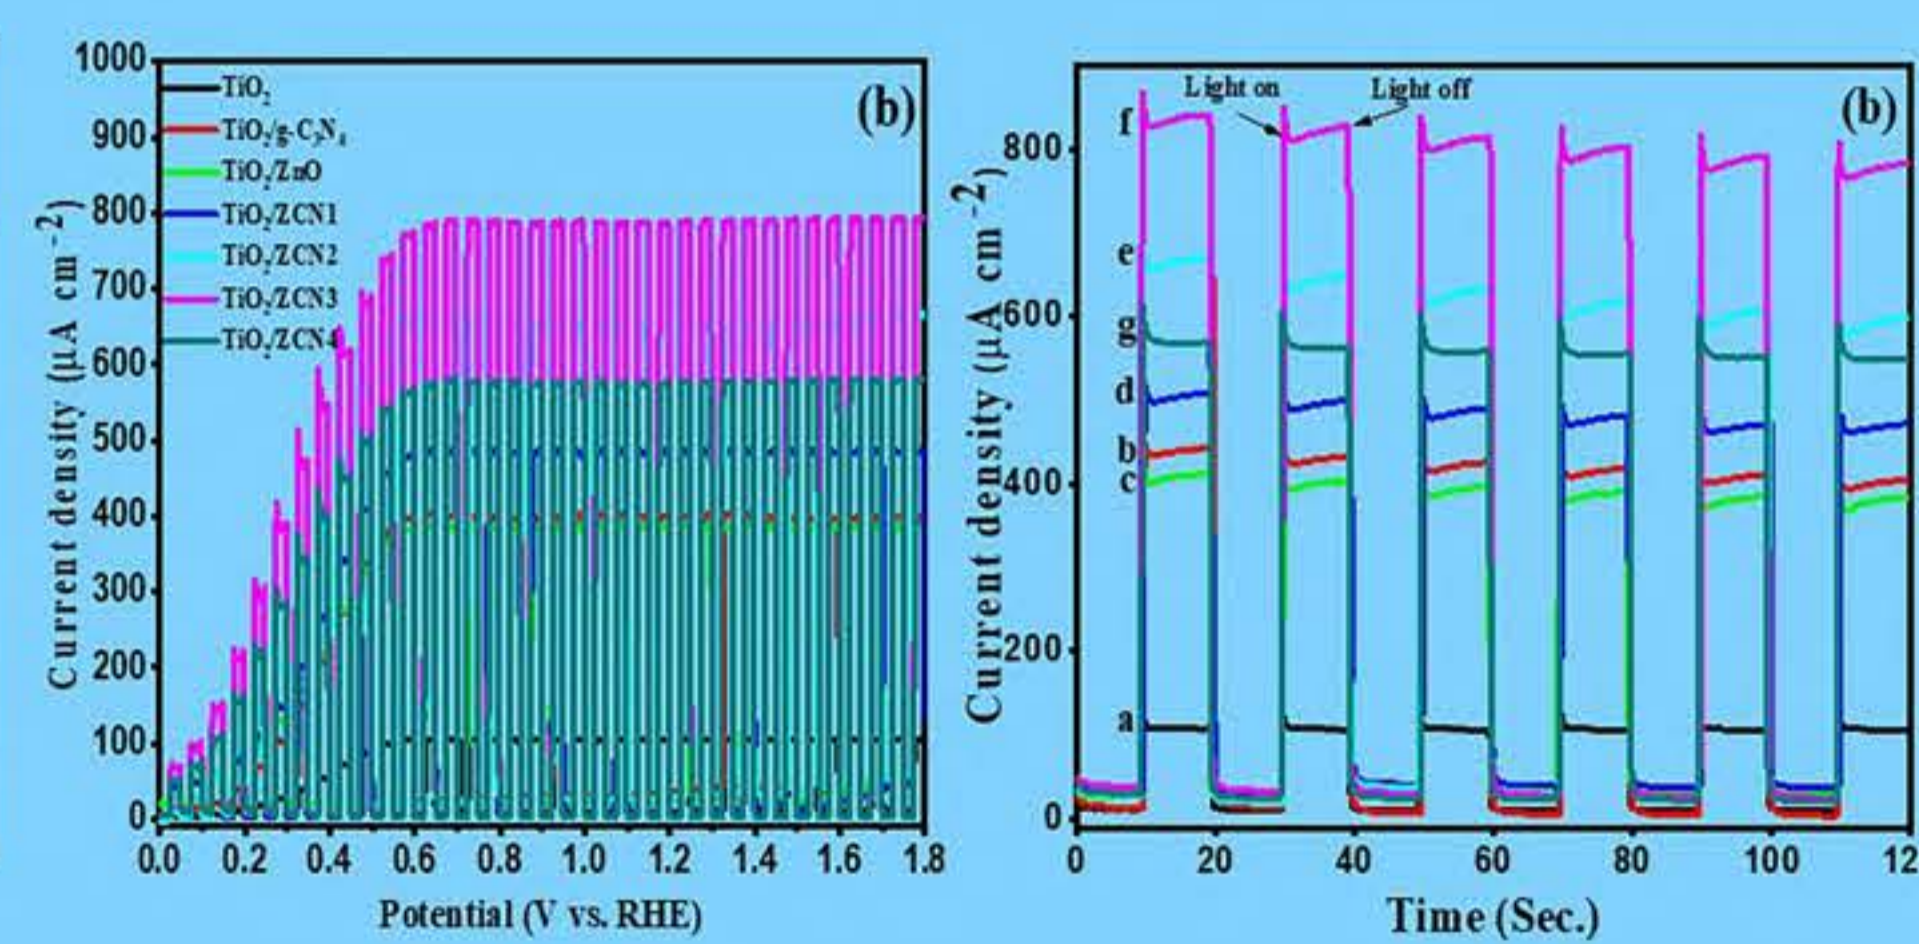 Current density (μA cm⁻²)
1000
900
800
700
600
500
400
300
200
100
0
TiO₂
TiO₂/g-C₃N₄
TiO₂/ZnO
TiO₂/ZCN1
TiO₂/ZCN2
TiO₂/ZCN3
TiO₂/ZCN4
(b)
0.0 0.2 0.4 0.6 0.8 1.0 1.2 1.4 1.6 1.8
Potential (V vs. RHE)
Current density (μA cm⁻²)
800
600
400
200
0
Light on
Light off
(b)
f
e
g
d
b
c
a
0 20 40 60 80 100 12
Time (Sec.)